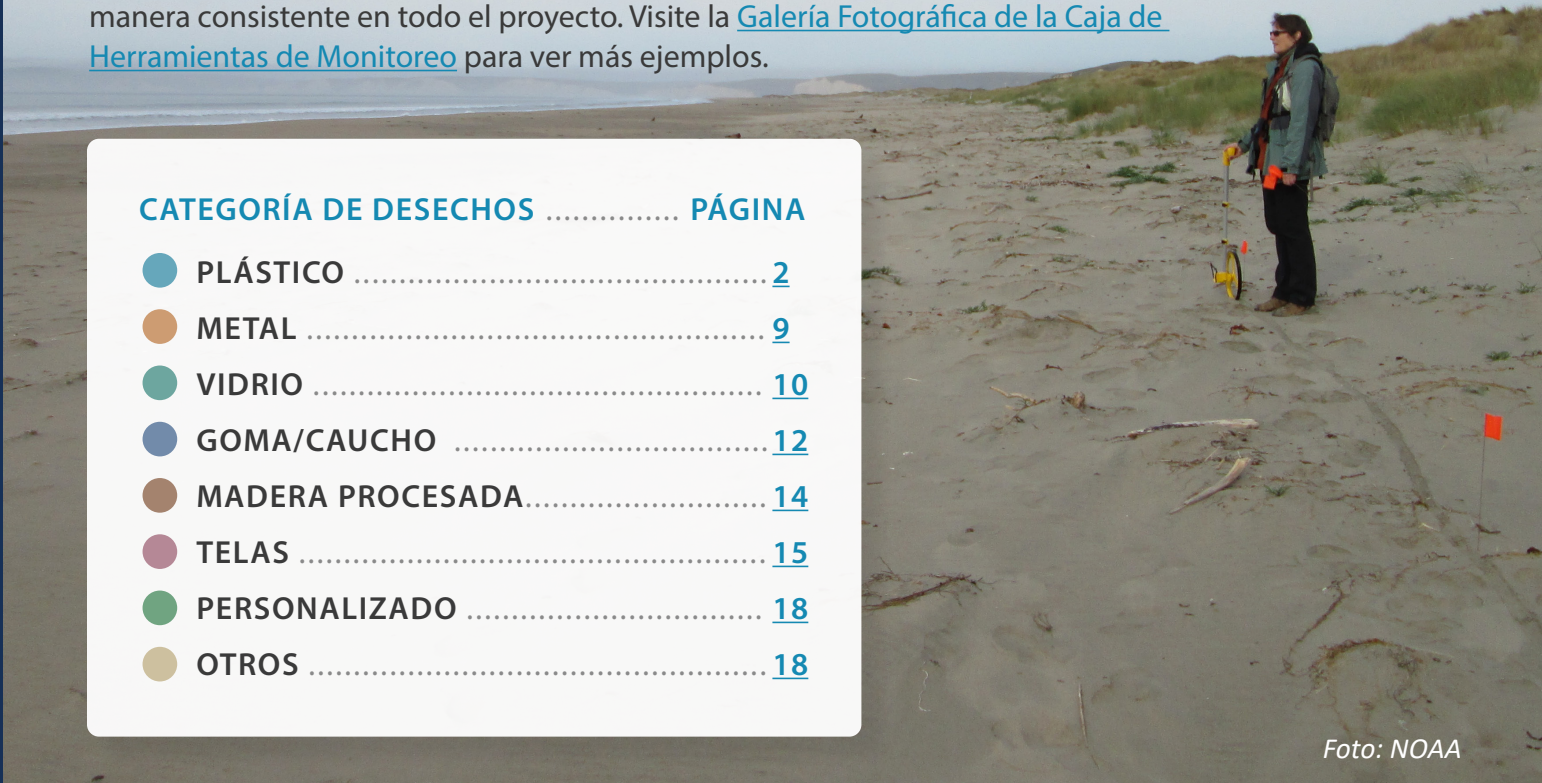 manera consistente en todo el proyecto. Visite la Galería Fotográfica de la Caja de
Herramientas de Monitoreo para ver más ejemplos.
CATEGORÍA DE DESECHOS ............... PÁGINA
PLÁSTICO .............................................. 2
METAL ................................................... 9
VIDRIO .................................................. 10
GOMA/CAUCHO ................................... 12
MADERA PROCESADA........................... 14
TELAS .................................................... 15
PERSONALIZADO ................................. 18
OTROS ................................................... 18
Foto: NOAA